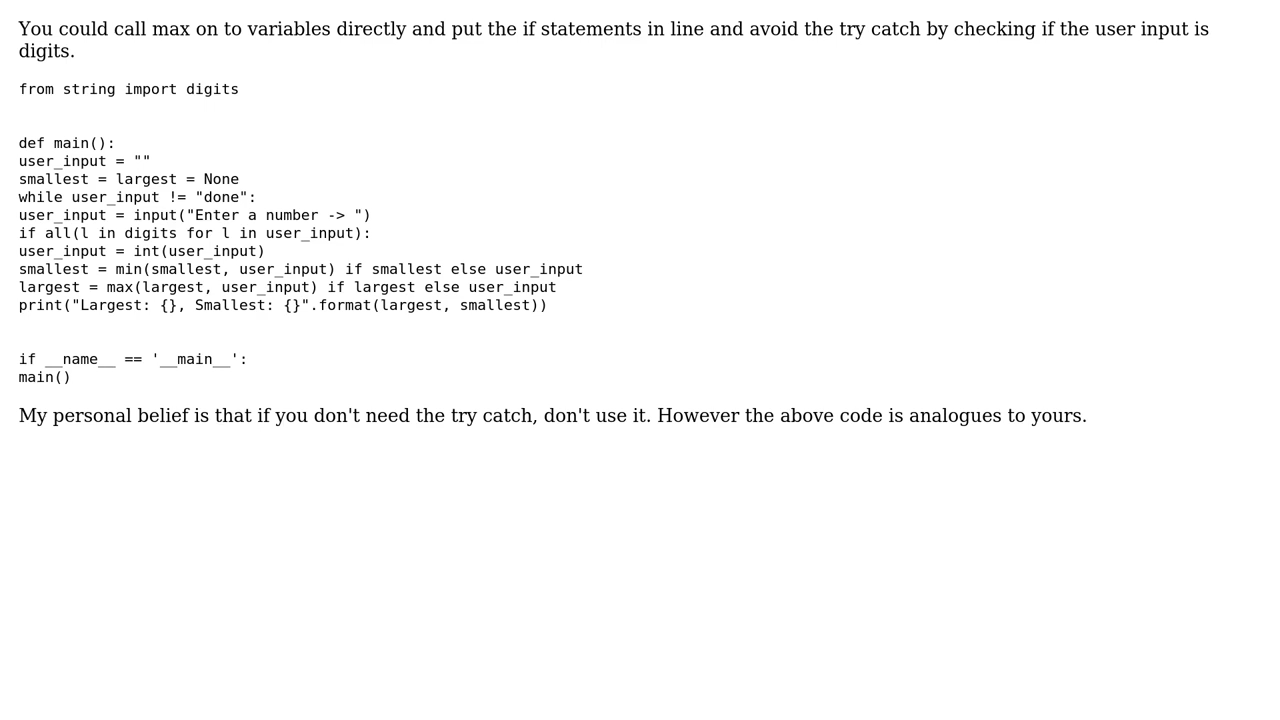 You could call max on to variables directly and put the if statements in line and avoid the try catch by checking if the user input is
digits.
from string import digits
def main():
user_input = ""
smallest = largest = None
while user_input != "done":
user_input = input("Enter a number -> ")
if all(l in digits for l in user_input):
user_input = int(user_input)
smallest = min(smallest, user_input) if smallest else user_input
largest = max(largest, user_input) if largest else user_input
print("Largest: {}, Smallest: {}".format(largest, smallest))
if __name__ == '__main__':
main()
My personal belief is that if you don't need the try catch, don't use it. However the above code is analogues to yours.